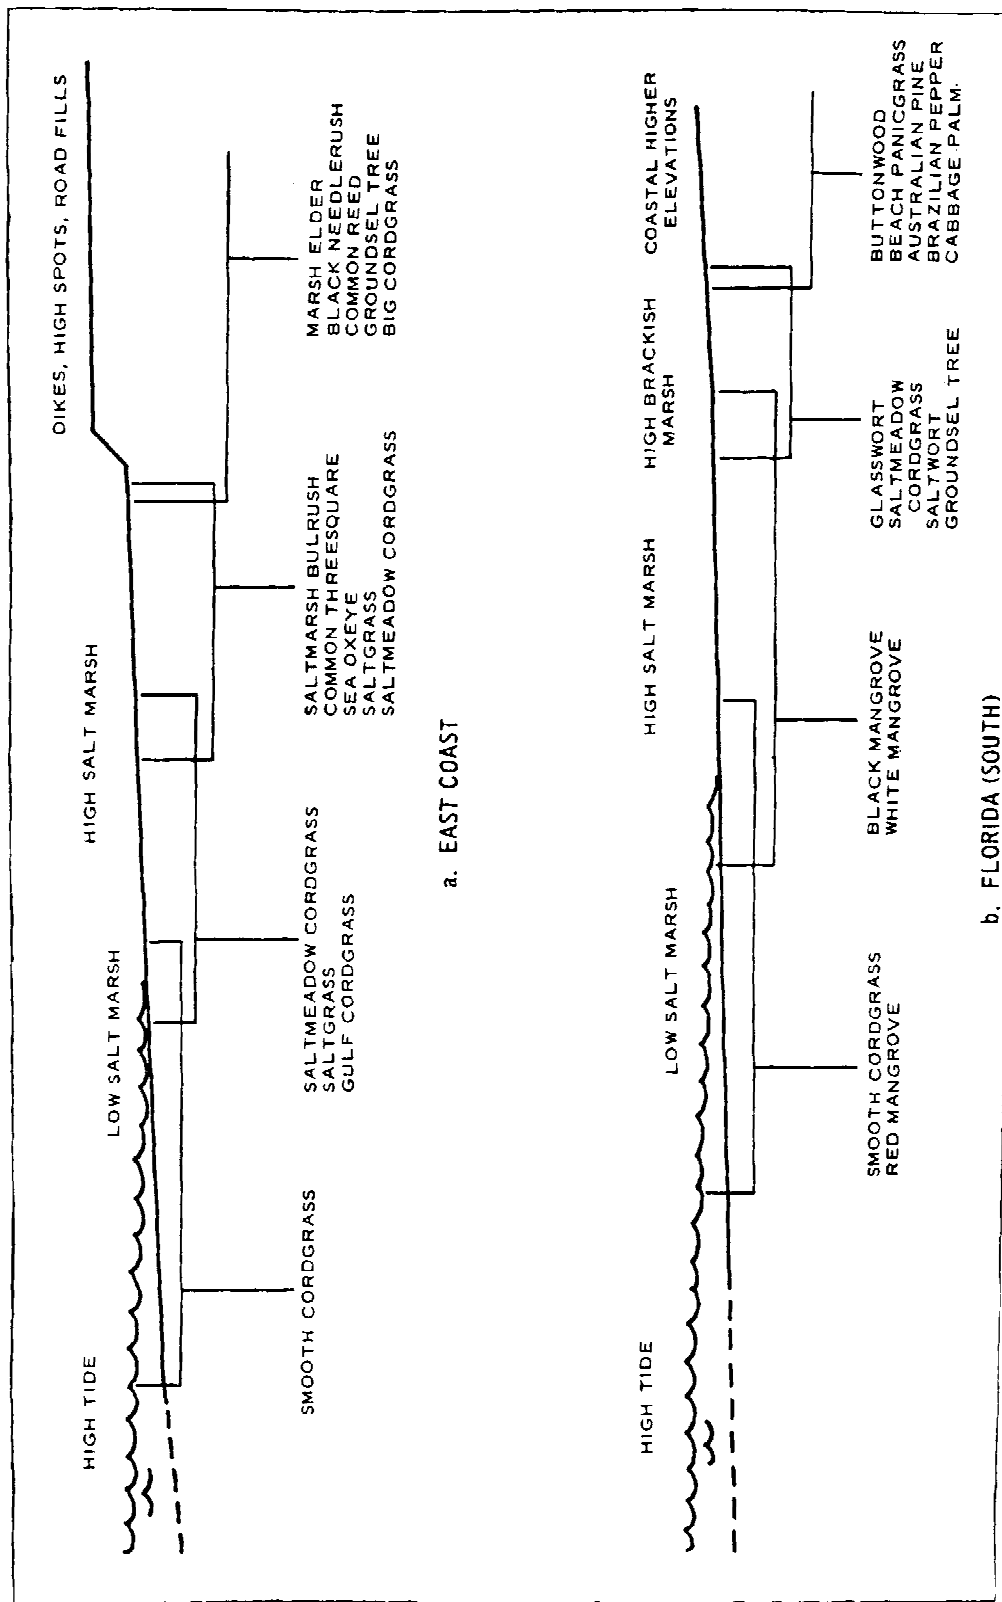 HIGH TIDE
LOW SALT MARSH
HIGH SALT MARSH
DIKES, HIGH SPOTS, ROAD FILLS
SMOOTH CORDGRASS
SALTMEADOW CORDGRASS
SALTGRASS
GULF CORDGRASS
SALTMARSH BULRUSH
COMMON THREESQUARE
SEA OXEYE
SALTGRASS
SALTMEADOW CORDGRASS
MARSH ELDER
BLACK NEEDLERUSH
COMMON REED
GROUNDSEL TREE
BIG CORDGRASS
a. EAST COAST
HIGH TIDE
LOW SALT MARSH
HIGH SALT MARSH
HIGH BRACKISH
MARSH
COASTAL HIGHER
ELEVATIONS
SMOOTH CORDGRASS
RED MANGROVE
BLACK MANGROVE
WHITE MANGROVE
GLASSWORT
SALTMEADOW
CORDGRASS
SALTWORT
GROUNDSEL TREE
BUTTONWOOD
BEACH PANICGRASS
AUSTRALIAN PINE
BRAZILIAN PEPPER
CABBAGE PALM
b. FLORIDA (SOUTH)